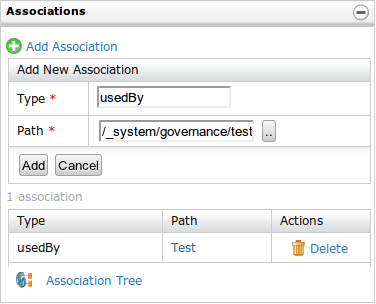 Associations
Add Association
Add New Association
Type *
usedBy
Path *
/_system/governance/test
..
Add Cancel
1 association
Type Path Actions
usedBy Test Delete
Association Tree